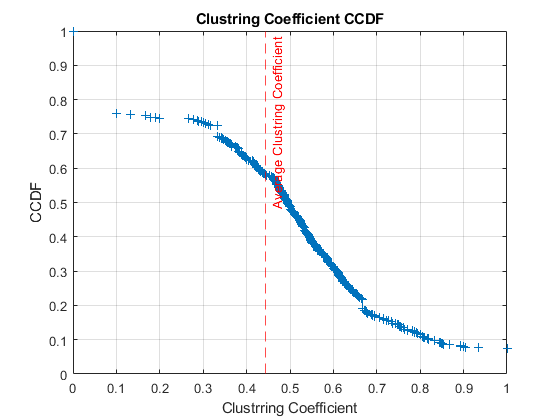 Clustring Coefficient CCDF
1
0.9
0.8
0.7
0.6
0.5
0.4
0.3
0.2
0.1
0
CCDF
Average Clustring Coefficient
0 0.1 0.2 0.3 0.4 0.5 0.6 0.7 0.8 0.9 1
Clustrring Coefficient